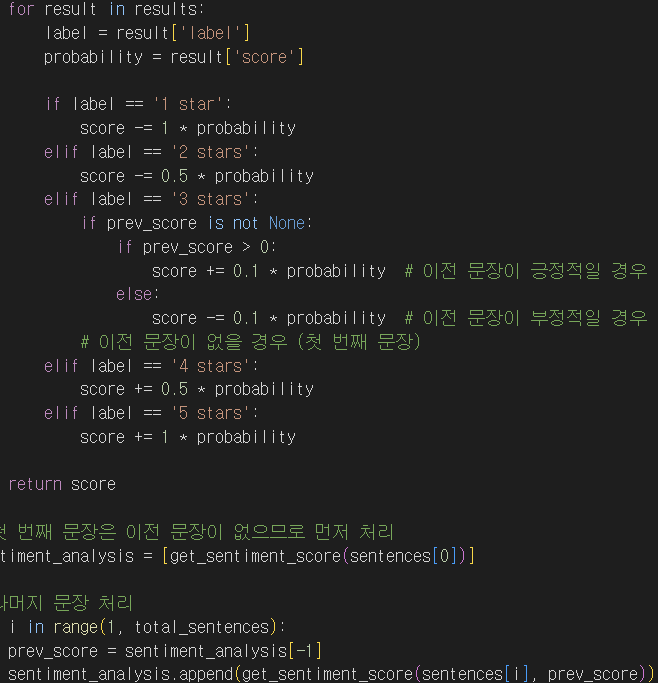 for result in results:
    label = result['label']
    probability = result['score']

    if label == '1 star':
        score -= 1 * probability
    elif label == '2 stars':
        score -= 0.5 * probability
    elif label == '3 stars':
        if prev_score is not None:
            if prev_score > 0:
                score += 0.1 * probability  # 이전 문장이 긍정적일 경우
            else:
                score -= 0.1 * probability  # 이전 문장이 부정적일 경우
        # 이전 문장이 없을 경우 (첫 번째 문장)
    elif label == '4 stars':
        score += 0.5 * probability
    elif label == '5 stars':
        score += 1 * probability

return score

첫 번째 문장은 이전 문장이 없으므로 먼저 처리
timent_analysis = [get_sentiment_score(sentences[0])]

나머지 문장 처리
i in range(1, total_sentences):
prev_score = sentiment_analysis[-1]
sentiment_analysis.append(get_sentiment_score(sentences[i], prev_score))